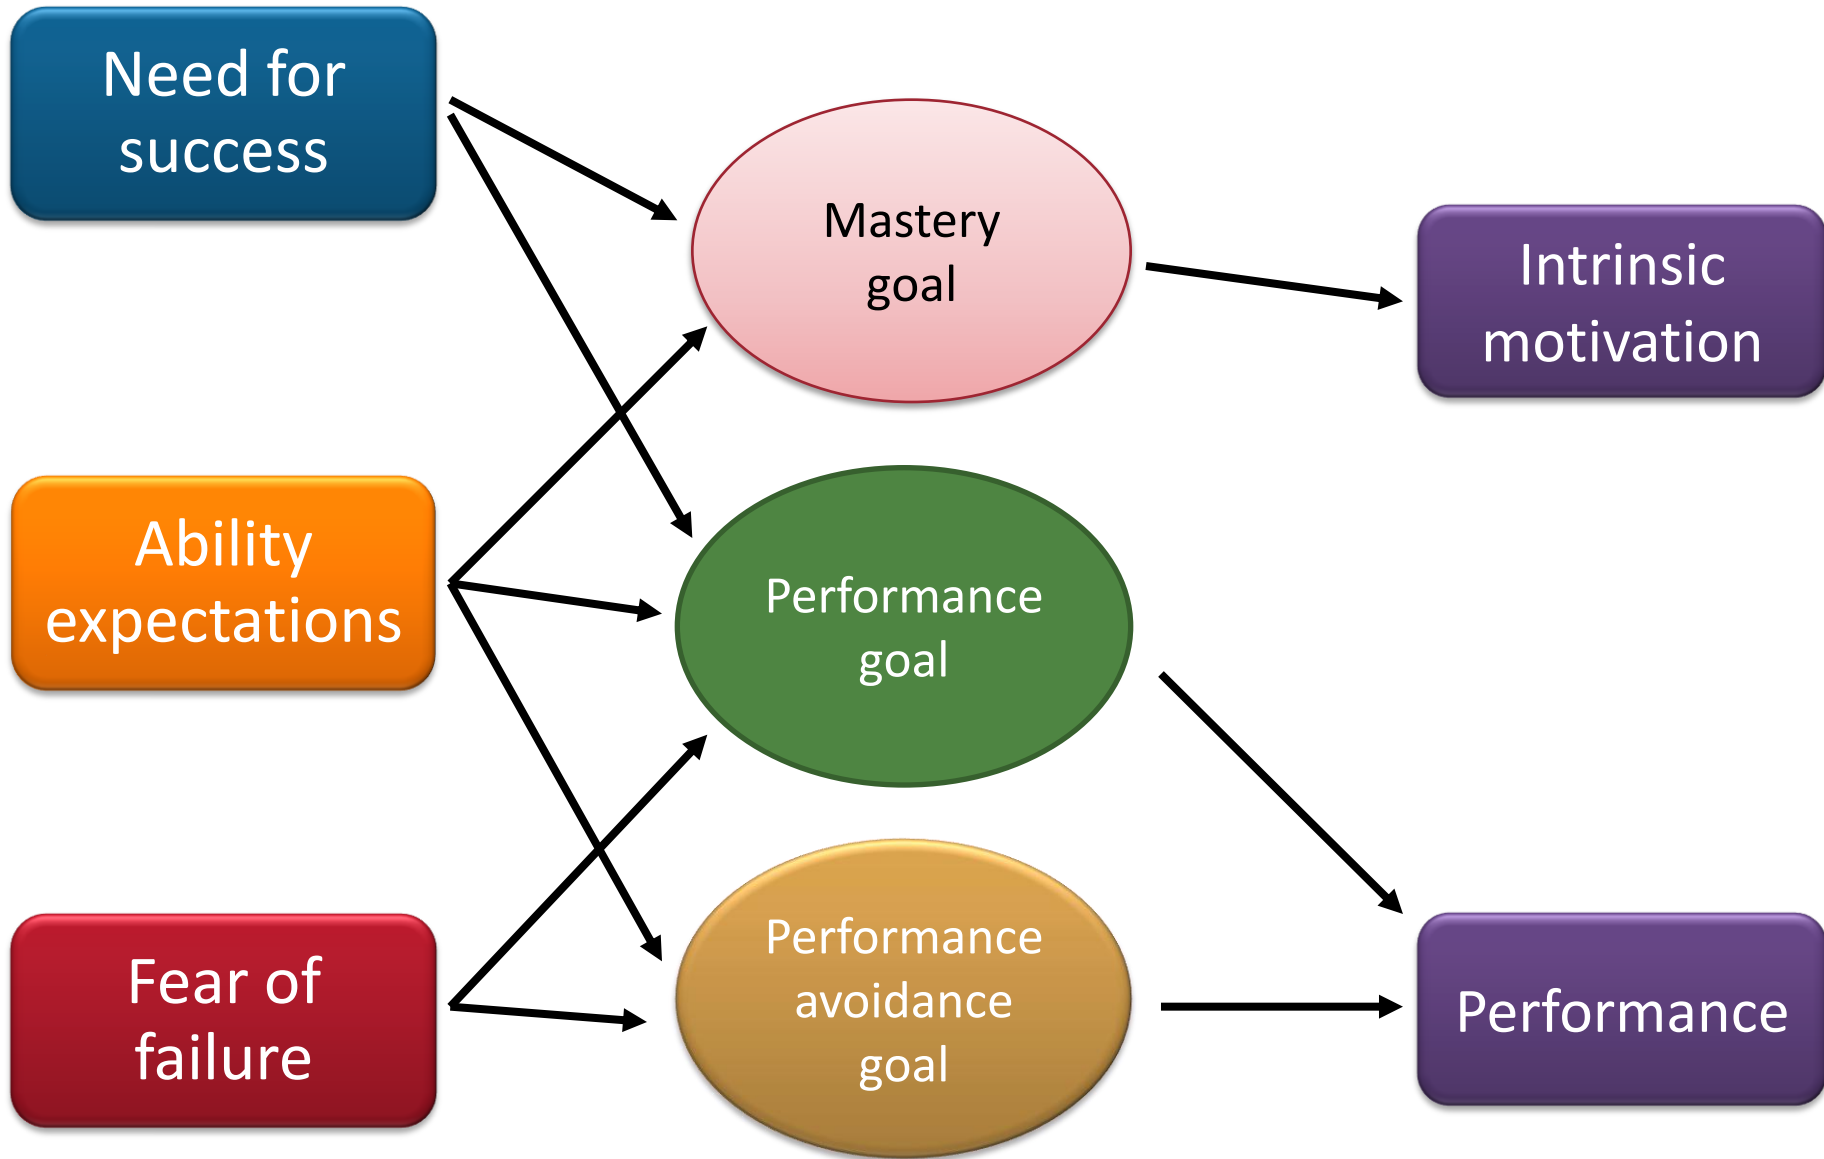 Need for
success
Mastery
goal
Intrinsic
motivation
Ability
expectations
Performance
goal
Fear of
failure
Performance
avoidance
goal
Performance